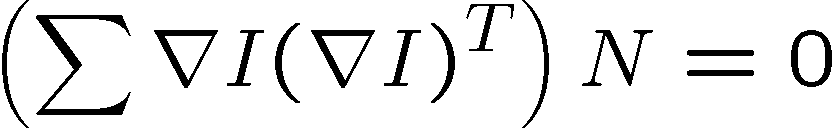 (∑ ∇I(∇I)^T) N = 0